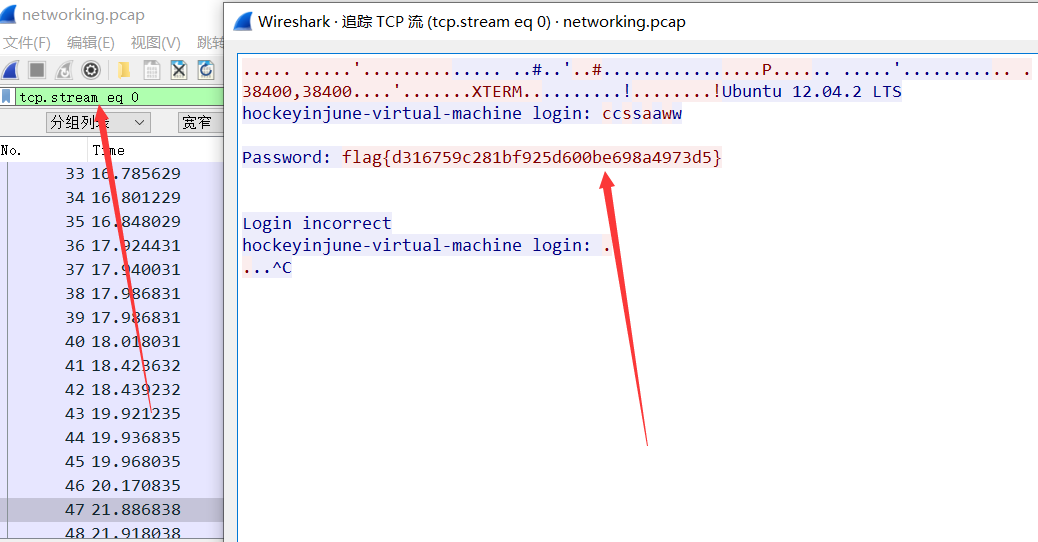 networking.pcap
文件(F) 编辑(E) 视图(V) 跳转
tcp.stream eq 0
分组列表 宽窄
No. Time
33 16.785629
34 16.801229
35 16.848029
36 17.924431
37 17.940031
38 17.986831
39 17.986831
40 18.018031
41 18.423632
42 18.439232
43 19.921235
44 19.936835
45 19.968035
46 20.170835
47 21.886838
48 21.918038
Wireshark · 追踪 TCP 流 (tcp.stream eq 0) · networking.pcap
..... .....'............... ..#..'..#................P...... .....'........... .
38400,38400....'.......XTERM..........!........!Ubuntu 12.04.2 LTS
hockeyinjune-virtual-machine login: ccssaaww
Password: flag{d316759c281bf925d600be698a4973d5}
Login incorrect
hockeyinjune-virtual-machine login: .
...^C